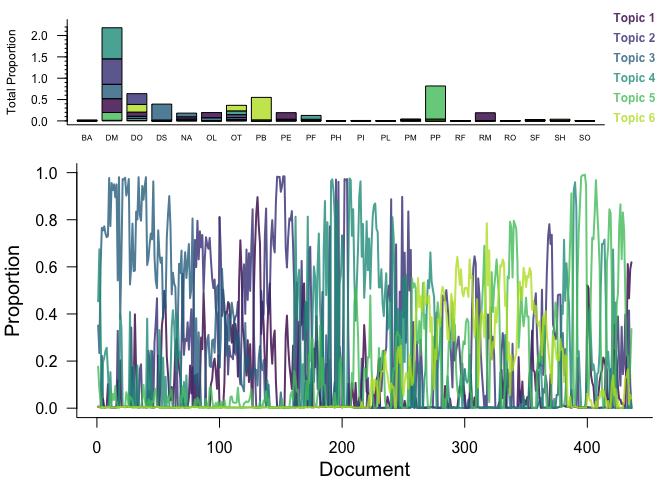 Total Proportion
2.0
1.5
1.0
0.5
0.0
BA DM DO DS NA OL OT PB PE PF PH PI PL PM PP RF RM RO SF SH SO
Topic 1
Topic 2
Topic 3
Topic 4
Topic 5
Topic 6
Proportion
1.0
0.8
0.6
0.4
0.2
0.0
0 100 200 300 400
Document